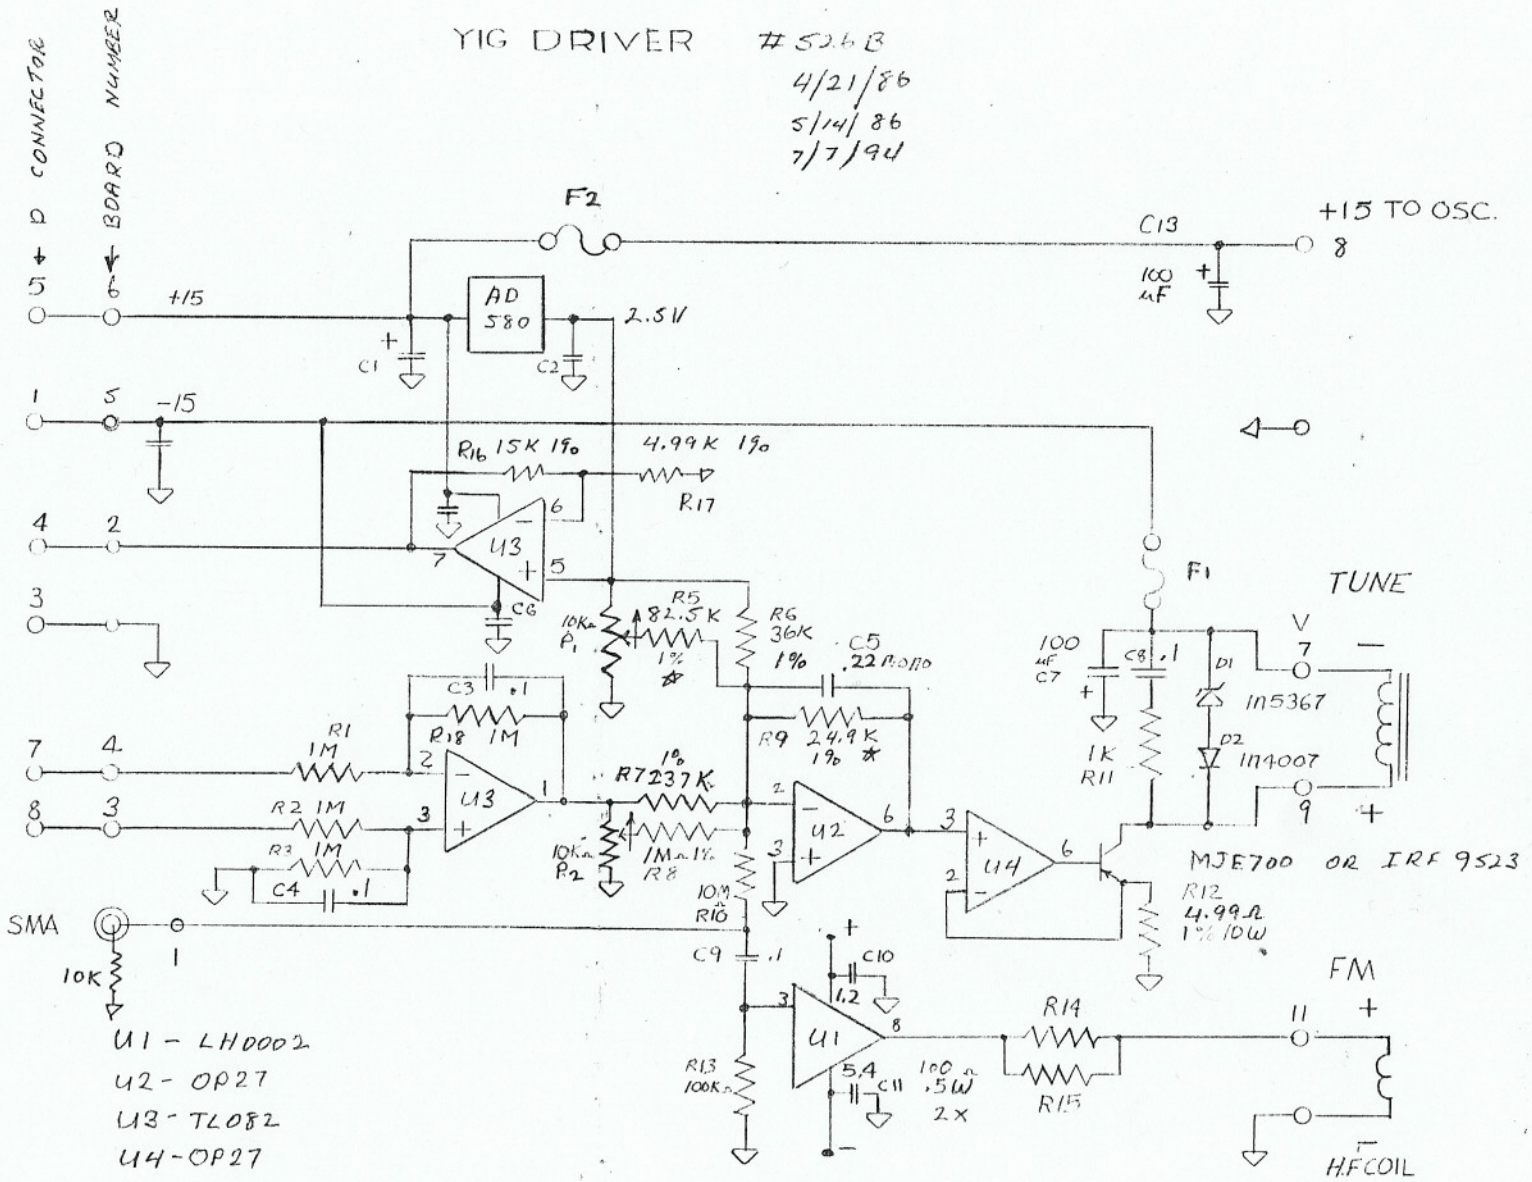 YIG DRIVER # 526B
4/21/86
5/14/86
7/7/94
D CONNECTOR
BOARD NUMBER
F2
C13
+15 TO OSC.
8
100
µF
+
5
6
+15
AD
580
2.5V
+
C1
C2
1
5
-15
R16 15K 1%
4.99K 1%
R17
4
2
7
U3
-
6
+
5
C6
3
F1
TUNE
10KΩ
P1
R5
82.5K
1%
☆
R6
36K
1%
C5
.22 MONO
R9
24.9K
1% ☆
100
µF
C7
+
C8 .1
1K
R11
D1
1N5367
D2
1N4007
V
7
-
9
+
C3 .1
R18 1M
7
4
R1
1M
2
-
U3
1
8
3
R2 1M
3
+
R3 1M
C4 .1
1%
R7 237K
10KΩ
P2
1MΩ 1%
R8
2
-
U2
6
3
+
3
+
U4
6
2
-
MJE700 OR IRF 9523
R12
4.99Ω
1% 10W
10M
Ω
R10
SMA
1
10K
C9 .1
+
C10
1,2
3
U1
8
5,4
C11
-
R13
100KΩ
100Ω
.5W
2X
R14
R15
FM
11
+
-
H.F COIL
U1 - LH0002
U2 - OP27
U3 - TL082
U4 - OP27